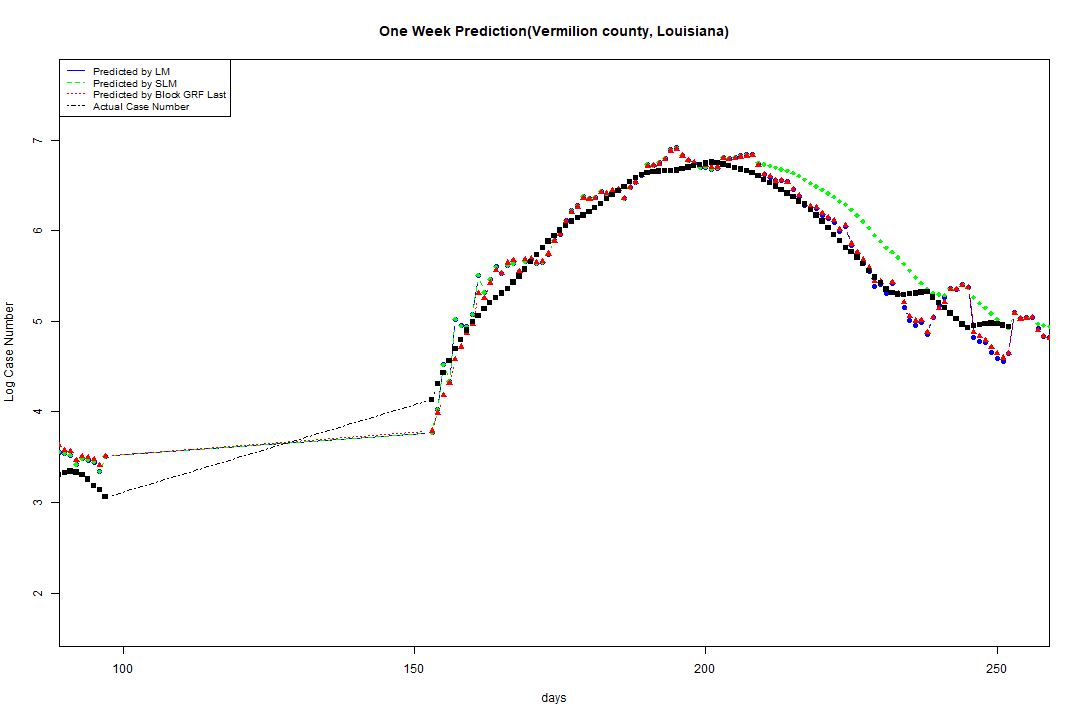 One Week Prediction(Vermilion county, Louisiana)
Predicted by LM
Predicted by SLM
Predicted by Block GRF Last
Actual Case Number
Log Case Number
7
6
5
4
3
2
100 150 200 250
days